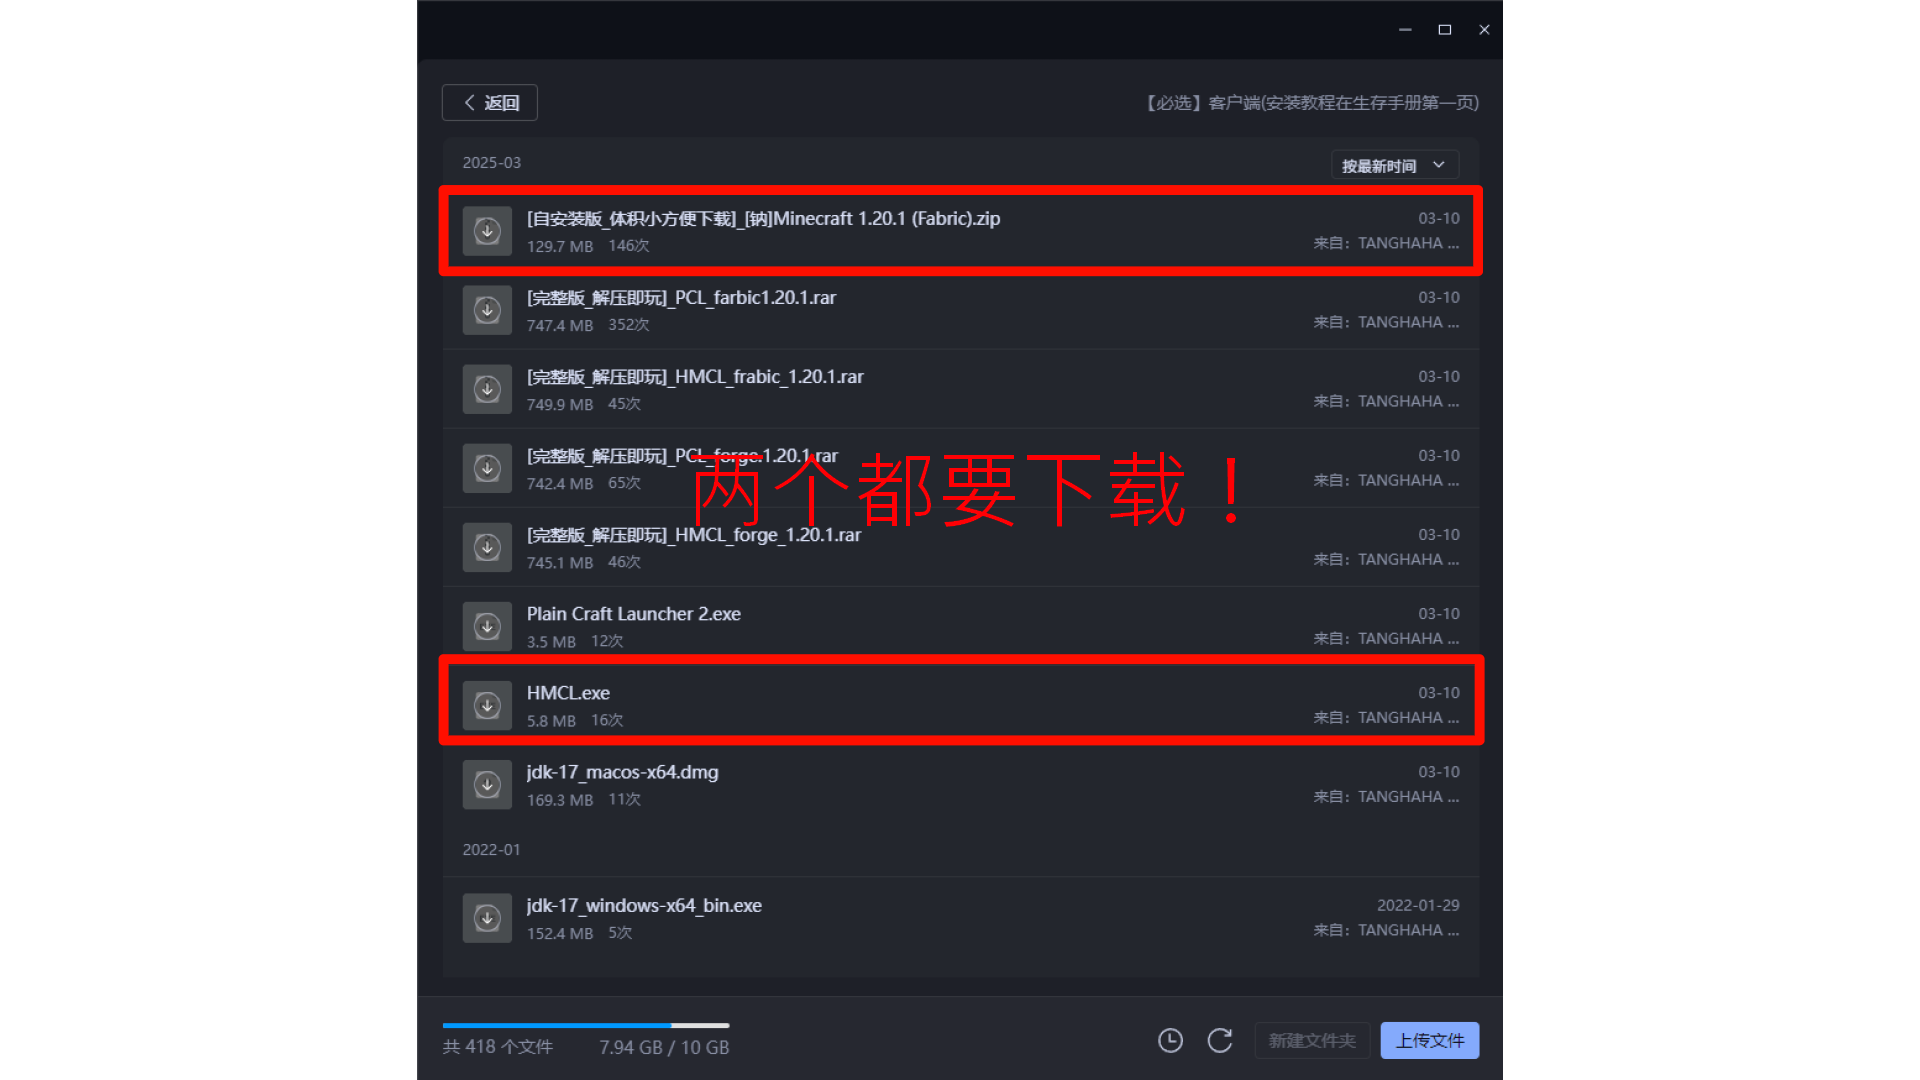 返回
【必选】客户端(安装教程在生存手册第一页)
2025-03
按最新时间
[自安装版_体积小方便下载]_[钠]Minecraft 1.20.1 (Fabric).zip
03-10
129.7 MB 146次
来自：TANGHAHA ...
[完整版_解压即玩]_PCL_farbic1.20.1.rar
03-10
747.4 MB 352次
来自：TANGHAHA ...
[完整版_解压即玩]_HMCL_frabic_1.20.1.rar
03-10
749.9 MB 45次
来自：TANGHAHA ...
[完整版_解压即玩]_PCL_forge.1.20.1.rar
03-10
742.4 MB 65次
来自：TANGHAHA ...
两个都要下载！
[完整版_解压即玩]_HMCL_forge_1.20.1.rar
03-10
745.1 MB 46次
来自：TANGHAHA ...
Plain Craft Launcher 2.exe
03-10
3.5 MB 12次
来自：TANGHAHA ...
HMCL.exe
03-10
5.8 MB 16次
来自：TANGHAHA ...
jdk-17_macos-x64.dmg
03-10
169.3 MB 11次
来自：TANGHAHA ...
2022-01
jdk-17_windows-x64_bin.exe
2022-01-29
152.4 MB 5次
来自：TANGHAHA ...
共 418 个文件 7.94 GB / 10 GB
新建文件夹
上传文件